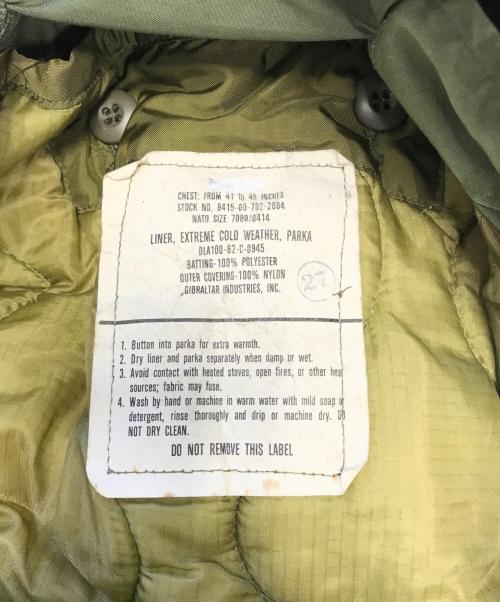 CHEST: FROM 41 to 45 INCHES
STOCK NO. 8415-00-782-2884
NATO SIZE 7080/0414
LINER, EXTREME COLD WEATHER, PARKA
DLA100-82-C-0945
BATTING-100% POLYESTER
OUTER COVERING-100% NYLON
GIBRALTAR INDUSTRIES, INC.
27
1. Button into parka for extra warmth.
2. Dry liner and parka separately when damp or wet.
3. Avoid contact with heated stoves, open fires, or other heat
sources; fabric may fuse.
4. Wash by hand or machine in warm water with mild soap or
detergent, rinse thoroughly and drip or machine dry. DO
NOT DRY CLEAN.
DO NOT REMOVE THIS LABEL